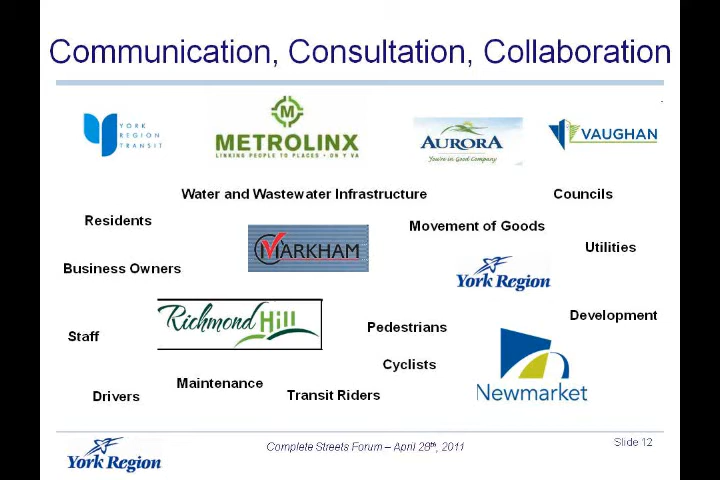 Communication, Consultation, Collaboration
YORK
REGION
TRANSIT
METROLINX
LINKING PEOPLE TO PLACES • ON Y VA
AURORA
You're in Good Company
VAUGHAN
Water and Wastewater Infrastructure
Councils
Residents
Movement of Goods
MARKHAM
Utilities
Business Owners
York Region
Richmond Hill
Development
Pedestrians
Staff
Cyclists
Newmarket
Maintenance
Drivers
Transit Riders
York Region
Complete Streets Forum – April 29th, 2011
Slide 12